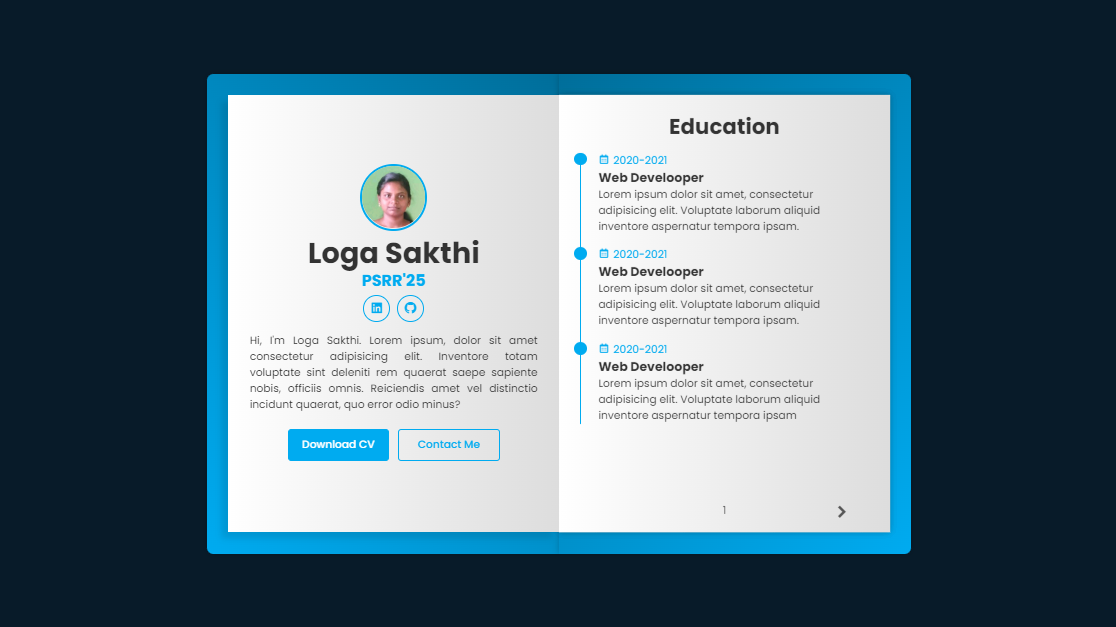 Loga Sakthi
PSRR'25
Hi, I'm Loga Sakthi. Lorem ipsum, dolor sit amet
consectetur adipisicing elit. Inventore totam
voluptate sint deleniti rem quaerat saepe sapiente
nobis, officiis omnis. Reiciendis amet vel distinctio
incidunt quaerat, quo error odio minus?
Download CV
Contact Me
Education
2020-2021
Web Develooper
Lorem ipsum dolor sit amet, consectetur
adipisicing elit. Voluptate laborum aliquid
inventore aspernatur tempora ipsam.
2020-2021
Web Develooper
Lorem ipsum dolor sit amet, consectetur
adipisicing elit. Voluptate laborum aliquid
inventore aspernatur tempora ipsam.
2020-2021
Web Develooper
Lorem ipsum dolor sit amet, consectetur
adipisicing elit. Voluptate laborum aliquid
inventore aspernatur tempora ipsam
1